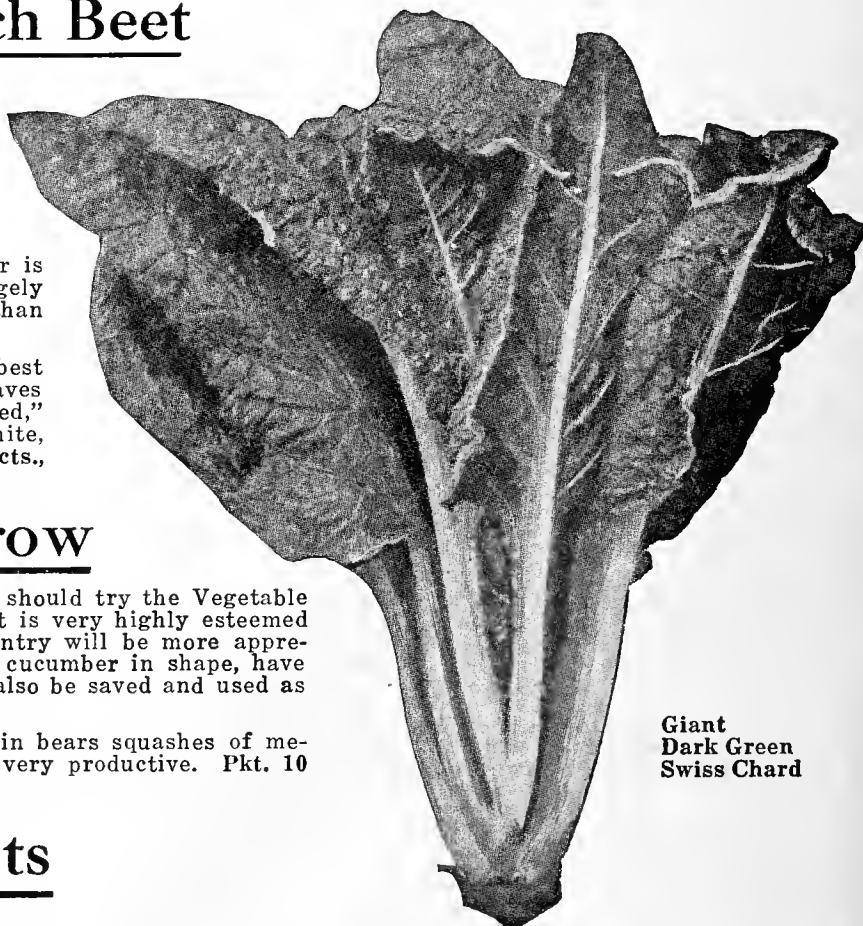 ch Beet
r is
gely
han
best
aves
ed,"
nite,
cts.,
row
should try the Vegetable
t is very highly esteemed
ntry will be more appre-
cucumber in shape, have
also be saved and used as
in bears squashes of me-
very productive. Pkt. 10
Giant
Dark Green
Swiss Chard
ts